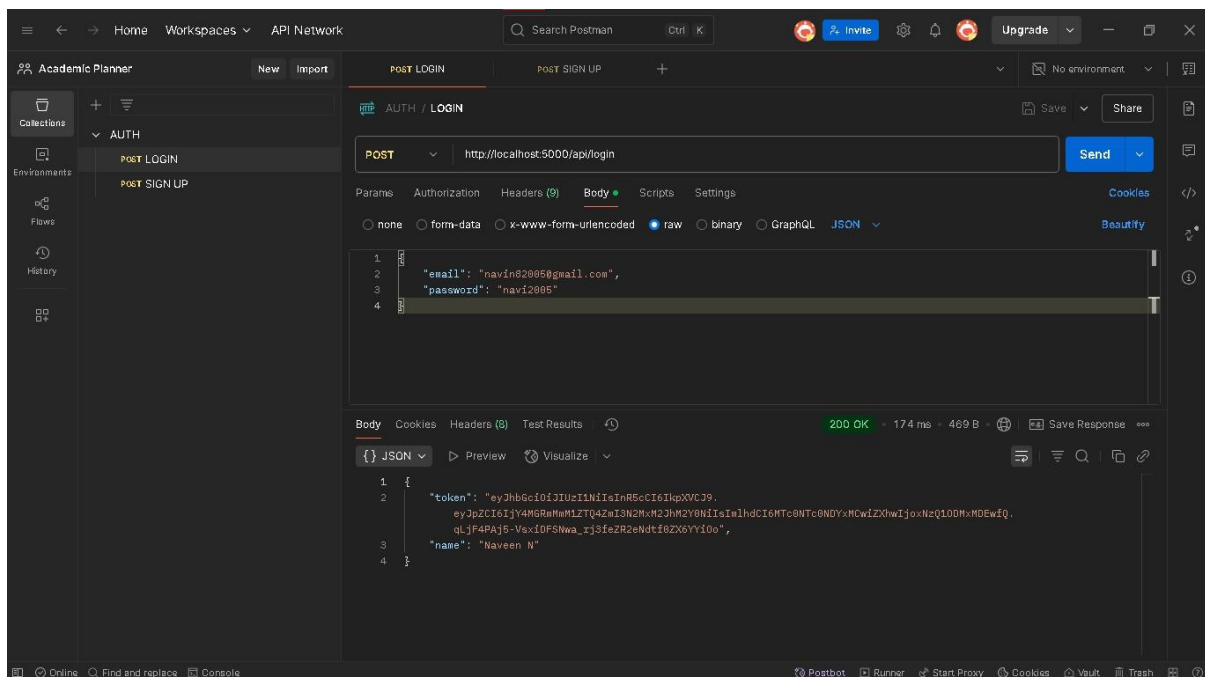 Home Workspaces API Network Search Postman Ctrl K Invite Upgrade
Academic Planner New Import POST LOGIN POST SIGN UP No environment
Collections
Environments
Flows
History
AUTH
POST LOGIN
POST SIGN UP
HTTP AUTH / LOGIN Save Share
POST http://localhost:5000/api/login Send
Params Authorization Headers (9) Body Scripts Settings Cookies
none form-data x-www-form-urlencoded raw binary GraphQL JSON Beautify
1 {
2 "email": "navin82005@gmail.com",
3 "password": "navi2005"
4 }
Body Cookies Headers (8) Test Results 200 OK 174 ms 469 B Save Response
{} JSON Preview Visualize
1 {
2 "token": "eyJhbGciOiJIUzI1NiIsInR5cCI6IkpXVCJ9.
eyJpZCI6IjY4MGRmMmM1ZTQ4ZmI3N2MxM2JhM2Y0NiIsImlhdCI6MTc0NTc0NDYxMCwiZXhwIjoxNzQ1ODMxMDEwfQ.
qLjF4PAj5-VsxiDFSNwa_rj3feZR2eNdtf0ZX6YYiOo",
3 "name": "Naveen N"
4 }
Online Find and replace Console Postbot Runner Start Proxy Cookies Vault Trash